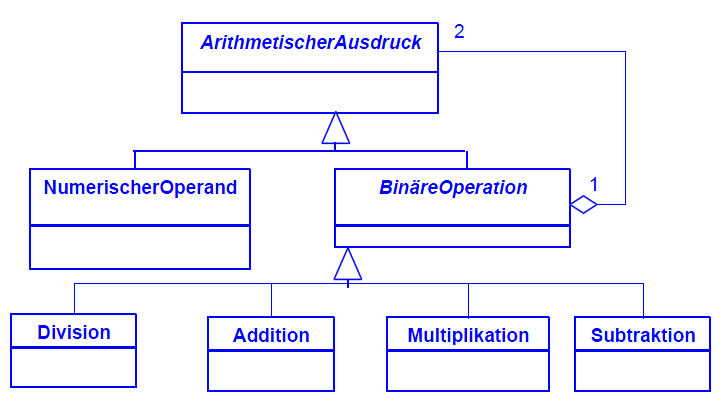 ArithmetischerAusdruck
2
NumerischerOperand
BinäreOperation
1
Division
Addition
Multiplikation
Subtraktion